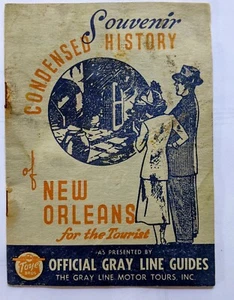 Souvenir
CONDENSED HISTORY
of
NEW
ORLEANS
for the Tourist
AS PRESENTED BY
OFFICIAL GRAY LINE GUIDES
THE GRAY LINE MOTOR TOURS, INC